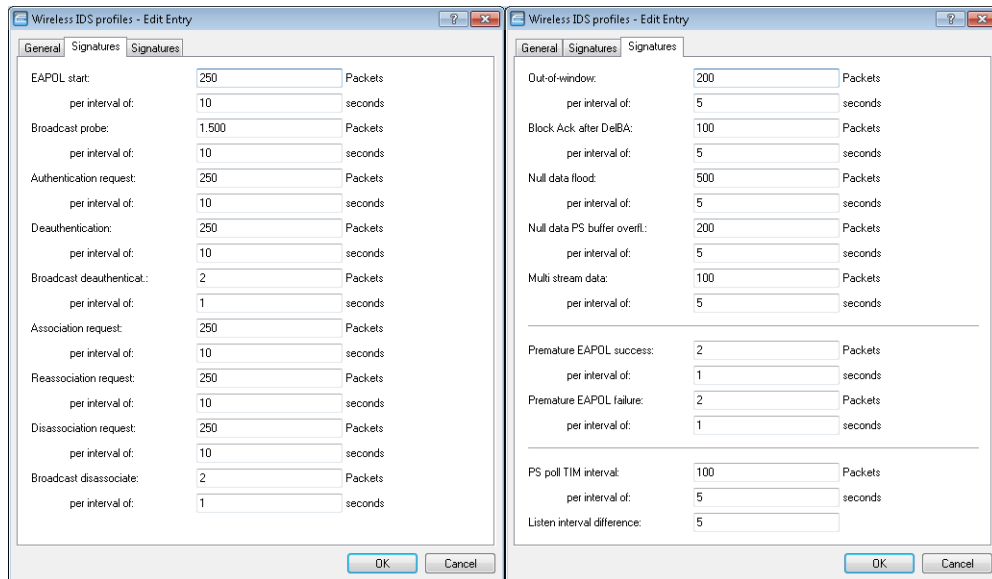 Wireless IDS profiles - Edit Entry
General Signatures Signatures
EAPOL start: 250 Packets
per interval of: 10 seconds
Broadcast probe: 1.500 Packets
per interval of: 10 seconds
Authentication request: 250 Packets
per interval of: 10 seconds
Deauthentication: 250 Packets
per interval of: 10 seconds
Broadcast deauthenticat.: 2 Packets
per interval of: 1 seconds
Association request: 250 Packets
per interval of: 10 seconds
Reassociation request: 250 Packets
per interval of: 10 seconds
Disassociation request: 250 Packets
per interval of: 10 seconds
Broadcast disassociate: 2 Packets
per interval of: 1 seconds
OK Cancel
Wireless IDS profiles - Edit Entry
General Signatures Signatures
Out-of-window: 200 Packets
per interval of: 5 seconds
Block Ack after DelBA: 100 Packets
per interval of: 5 seconds
Null data flood: 500 Packets
per interval of: 5 seconds
Null data PS buffer overfl.: 200 Packets
per interval of: 5 seconds
Multi stream data: 100 Packets
per interval of: 5 seconds
Premature EAPOL success: 2 Packets
per interval of: 1 seconds
Premature EAPOL failure: 2 Packets
per interval of: 1 seconds
PS poll TIM interval: 100 Packets
per interval of: 5 seconds
Listen interval difference: 5
OK Cancel